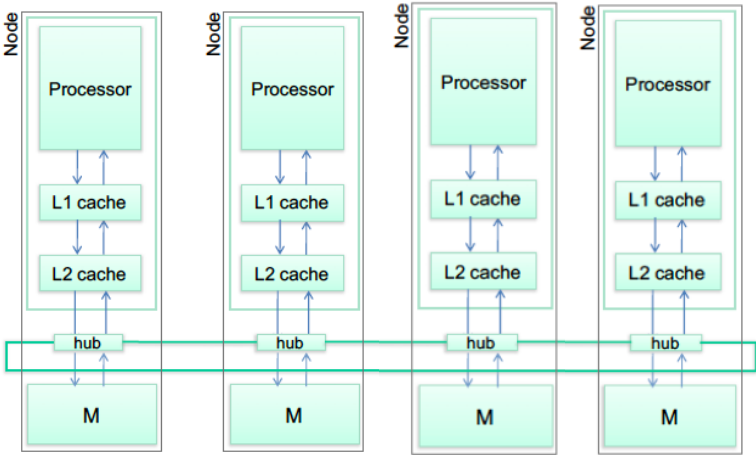 Node
Node
Node
Node
Processor
Processor
Processor
Processor
L1 cache
L1 cache
L1 cache
L1 cache
L2 cache
L2 cache
L2 cache
L2 cache
hub
hub
hub
hub
M
M
M
M